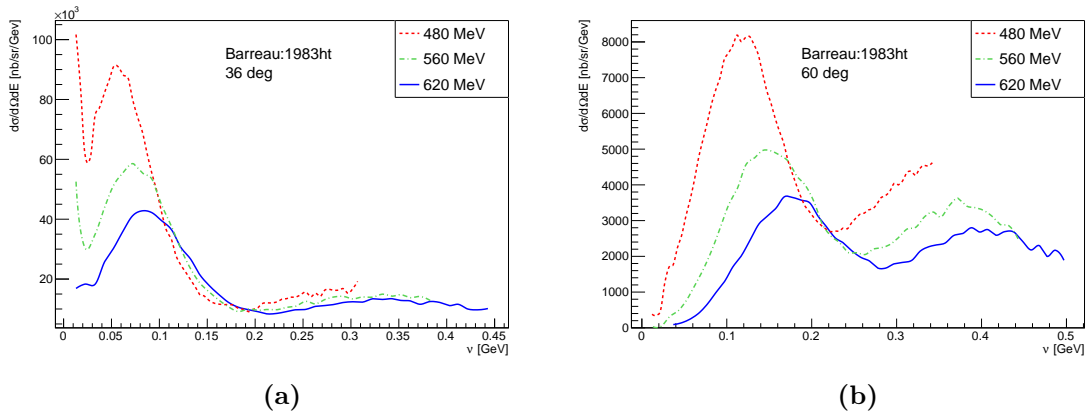 ×10³
dσ/dΩdE [nb/sr/Gev]
100
80
60
40
20
0 0.05 0.1 0.15 0.2 0.25 0.3 0.35 0.4 0.45
ν [GeV]
Barreau:1983ht
36 deg
480 MeV
560 MeV
620 MeV
(a)
dσ/dΩdE [nb/sr/Gev]
8000
7000
6000
5000
4000
3000
2000
1000
0
0 0.1 0.2 0.3 0.4 0.5
ν [GeV]
Barreau:1983ht
60 deg
480 MeV
560 MeV
620 MeV
(b)